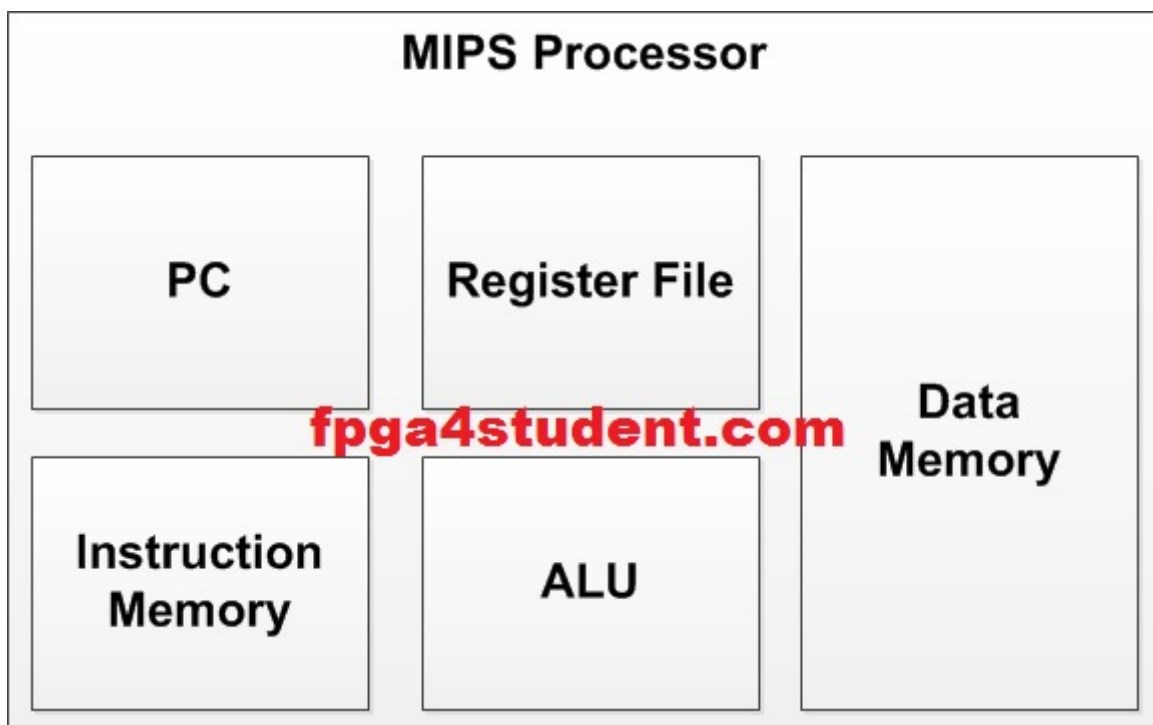 MIPS Processor
PC
Register File
Data
Memory
fpga4student.com
Instruction
Memory
ALU